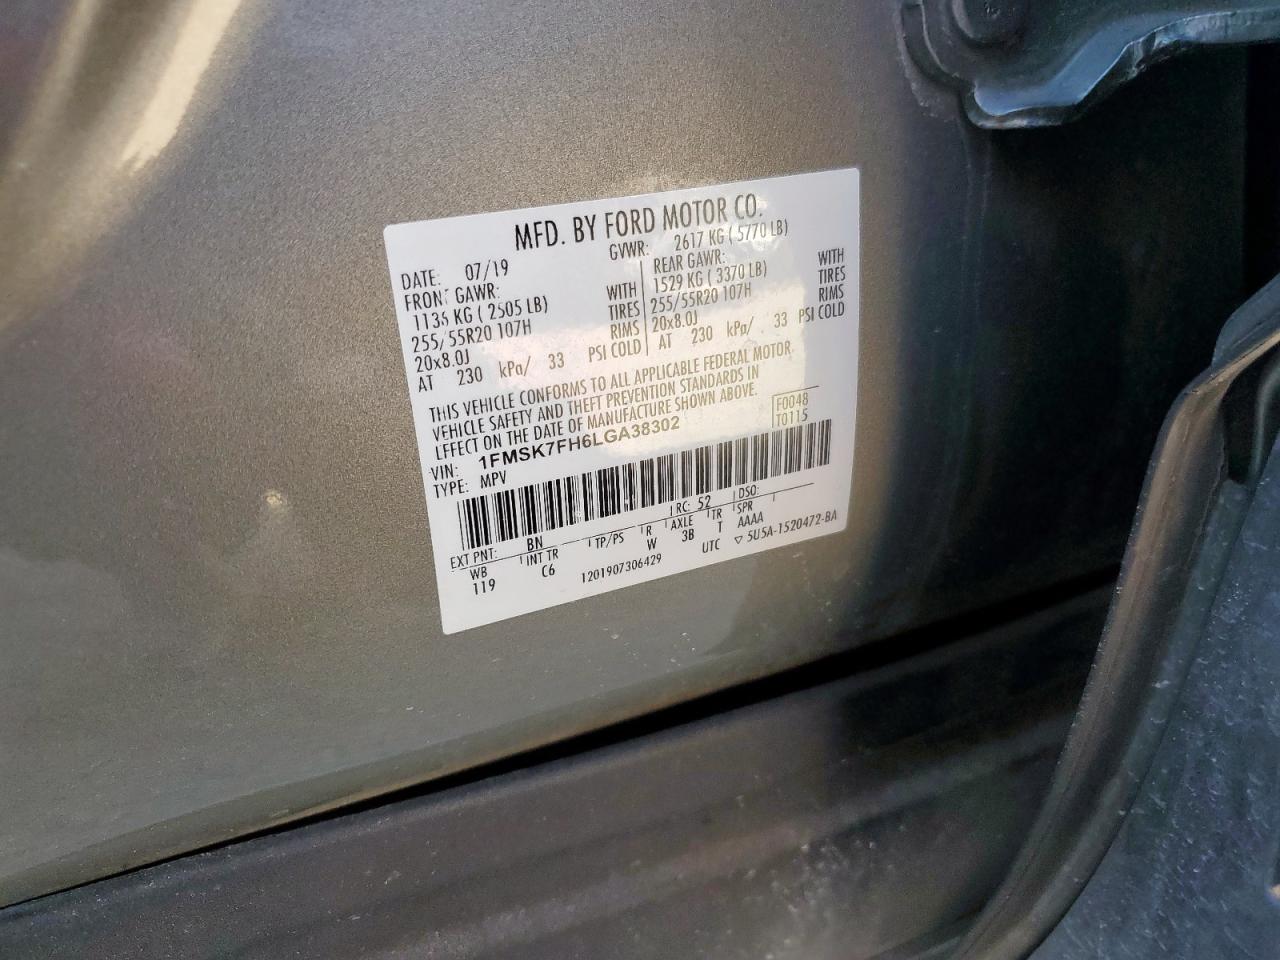 MFD. BY FORD MOTOR CO.
DATE: 07/19 GVWR: 2617 KG ( 5770 LB)
FRONT GAWR: REAR GAWR:
1136 KG ( 2505 LB) WITH 1529 KG ( 3370 LB) WITH
255/55R20 107H TIRES 255/55R20 107H TIRES
20x8.0J RIMS 20x8.0J RIMS
AT 230 kPa/ 33 PSI COLD AT 230 kPa/ 33 PSI COLD
THIS VEHICLE CONFORMS TO ALL APPLICABLE FEDERAL MOTOR
VEHICLE SAFETY AND THEFT PREVENTION STANDARDS IN
EFFECT ON THE DATE OF MANUFACTURE SHOWN ABOVE.
VIN: 1FMSK7FH6LGA38302 F0048
TYPE: MPV T0115
EXT PNT: BN RC: 52 DSO:
WB INT TR TP/PS R AXLE TR SPR
119 C6 W 3B T AAAA
1201907306429 UTC ▽ 5U5A-1520472-BA